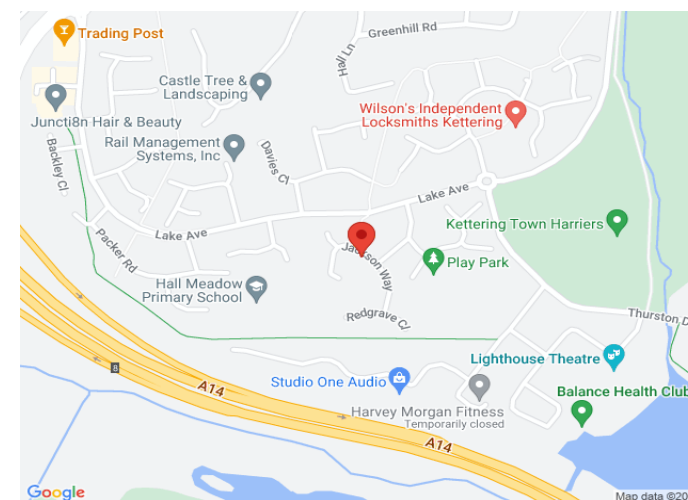 Trading Post
Greenhill Rd
Hall Ln
Castle Tree &
Landscaping
Wilson's Independent
Locksmiths Kettering
Juncti8n Hair & Beauty
Rail Management
Systems, Inc
Backley Cl
Davies Cl
Lake Ave
Kettering Town Harriers
Lake Ave
Packer Rd
Jackson Way
Play Park
Hall Meadow
Primary School
Redgrave Cl
Thurston D
Lighthouse Theatre
8
A14
Studio One Audio
Balance Health Club
Harvey Morgan Fitness
Temporarily closed
A14
Google
Map data ©20